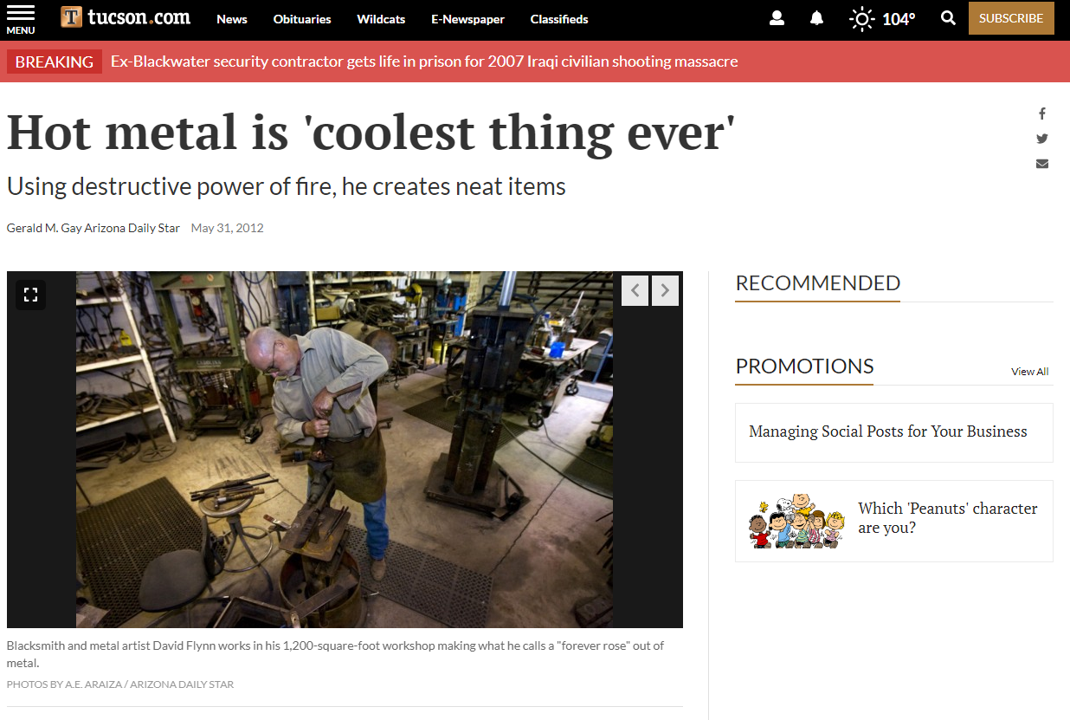 MENU
T tucson.com
News
Obituaries
Wildcats
E-Newspaper
Classifieds
104°
SUBSCRIBE
BREAKING
Ex-Blackwater security contractor gets life in prison for 2007 Iraqi civilian shooting massacre
Hot metal is 'coolest thing ever'
Using destructive power of fire, he creates neat items
Gerald M. Gay Arizona Daily Star
May 31, 2012
Blacksmith and metal artist David Flynn works in his 1,200-square-foot workshop making what he calls a "forever rose" out of
metal.
PHOTOS BY A.E. ARAIZA / ARIZONA DAILY STAR
RECOMMENDED
PROMOTIONS
View All
Managing Social Posts for Your Business
Which 'Peanuts' character
are you?